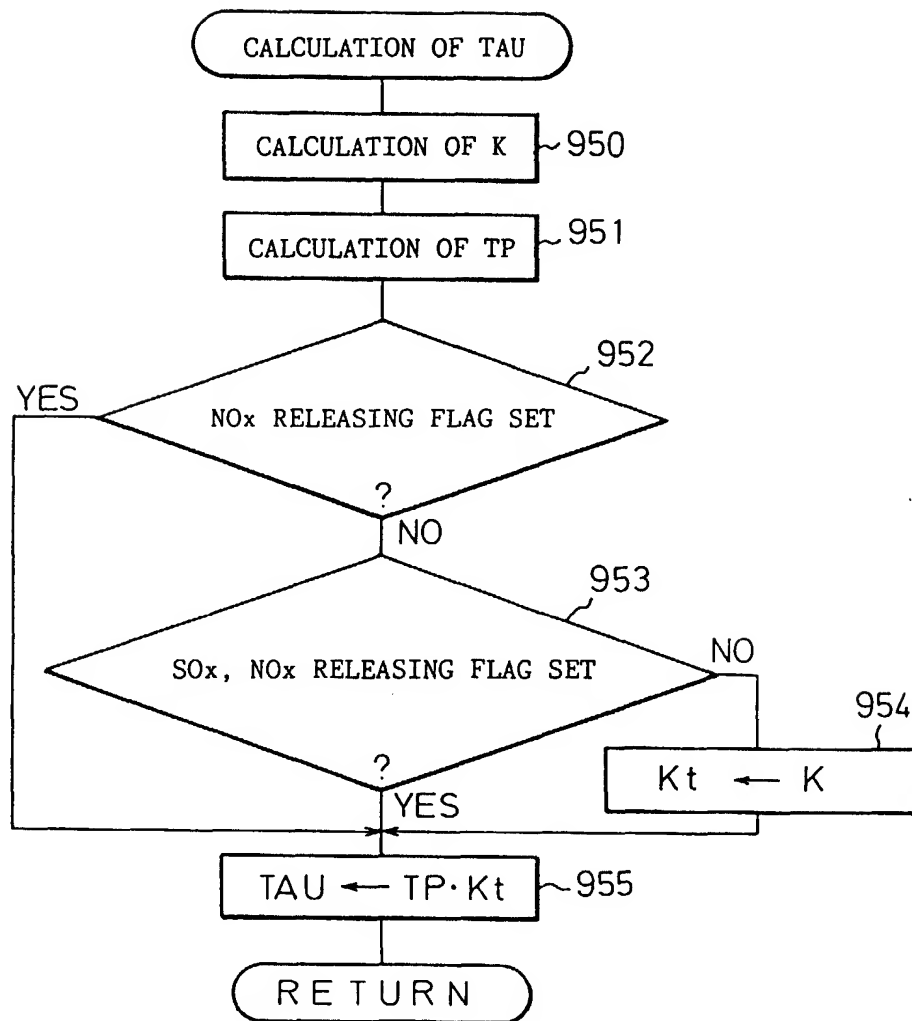 CALCULATION OF TAU
CALCULATION OF K
950
CALCULATION OF TP
951
952
YES
NOx RELEASING FLAG SET
?
NO
953
NO
SOx, NOx RELEASING FLAG SET
954
?
Kt ← K
YES
TAU ← TP·Kt
955
RETURN